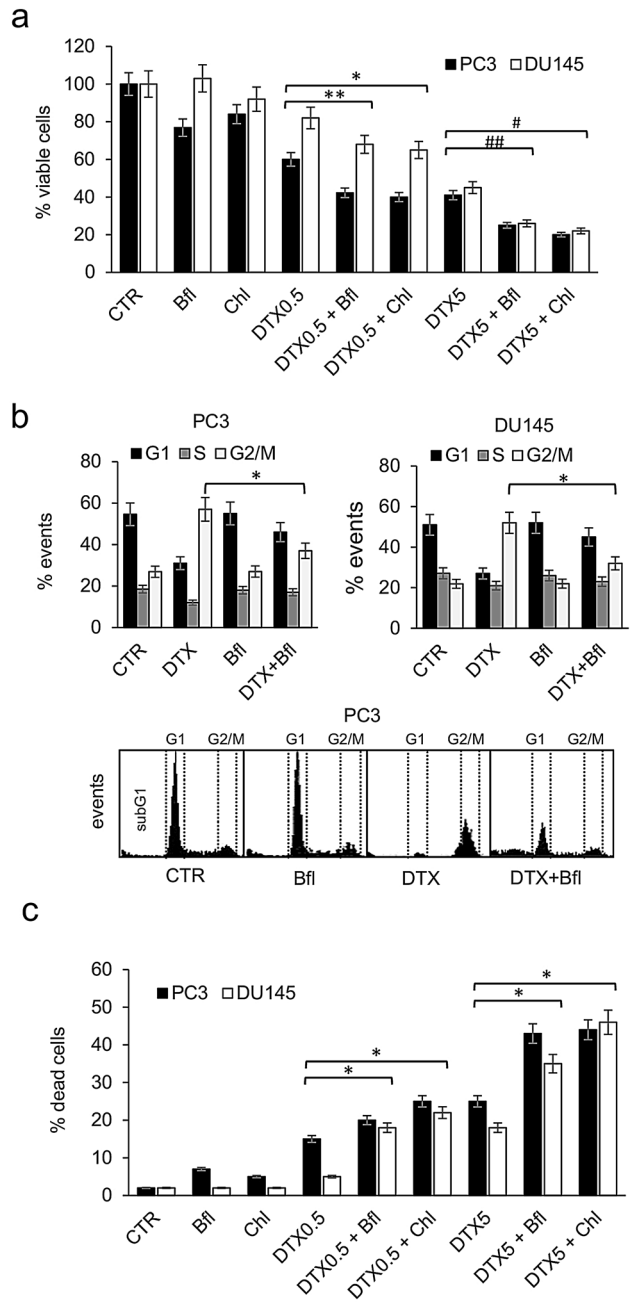 a
PC3 DU145
% viable cells
120
100
80
60
40
20
0
* 
**
#
##
CTR
Bfl
Chl
DTX0.5
DTX0.5 + Bfl
DTX0.5 + Chl
DTX5
DTX5 + Bfl
DTX5 + Chl
b
PC3
G1 S G2/M
% events
80
60
40
20
0
*
CTR
DTX
Bfl
DTX+Bfl
DU145
G1 S G2/M
% events
80
60
40
20
0
*
CTR
DTX
Bfl
DTX+Bfl
PC3
G1 G2/M G1 G2/M G1 G2/M G1 G2/M
events
subG1
CTR Bfl DTX DTX+Bfl
c
PC3 DU145
% dead cells
60
50
40
30
20
10
0
*
*
*
*
CTR
Bfl
Chl
DTX0.5
DTX0.5 + Bfl
DTX0.5 + Chl
DTX5
DTX5 + Bfl
DTX5 + Chl